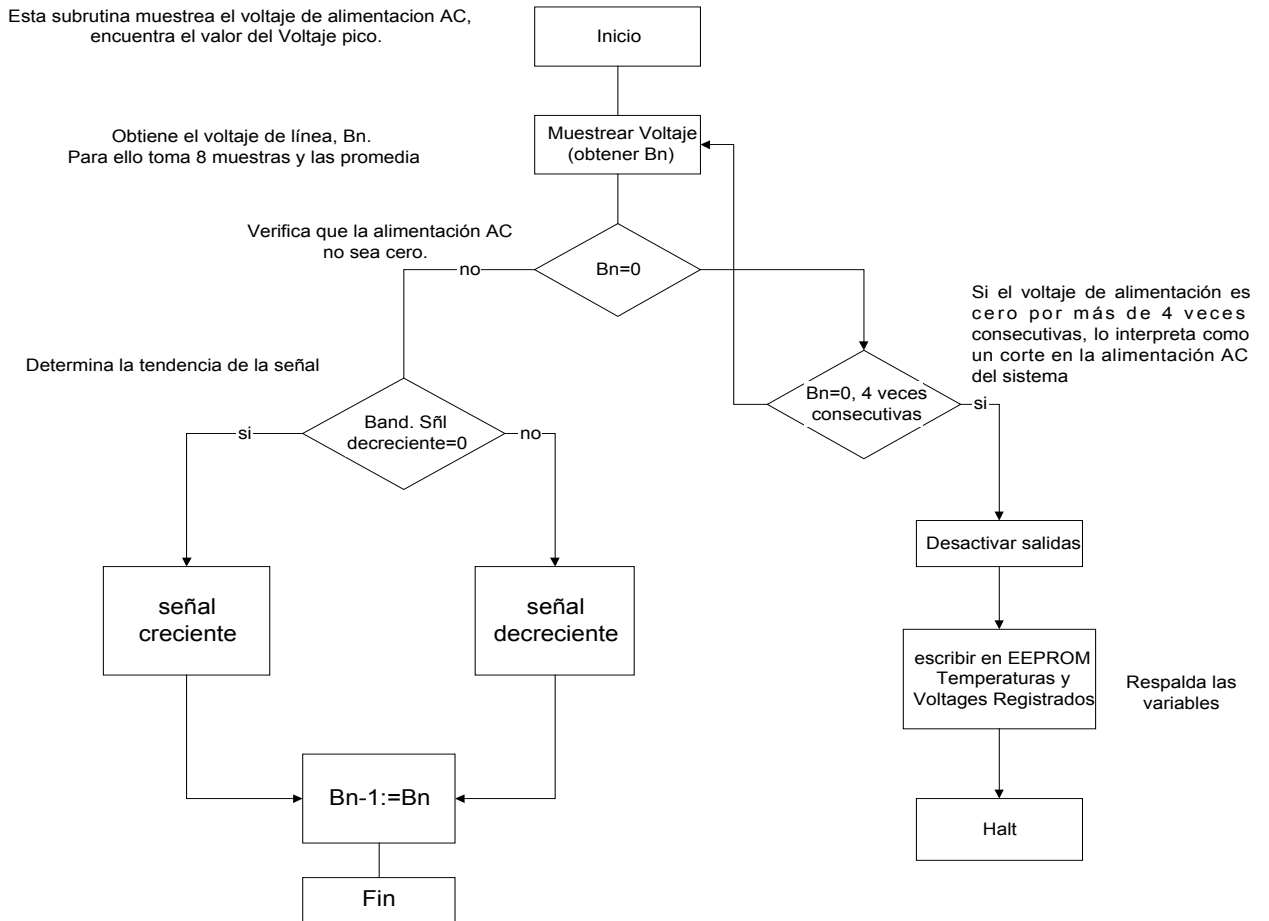 Esta subrutina muestrea el voltaje de alimentacion AC,
encuentra el valor del Voltaje pico.
Inicio
Obtiene el voltaje de línea, Bn.
Para ello toma 8 muestras y las promedia
Muestrear Voltaje
(obtener Bn)
Verifica que la alimentación AC
no sea cero.
no
Bn=0
Si el voltaje de alimentación es
cero por más de 4 veces
consecutivas, lo interpreta como
un corte en la alimentación AC
del sistema
Determina la tendencia de la señal
Bn=0, 4 veces
consecutivas
si
si
Band. Sñl
decreciente=0
no
Desactivar salidas
señal
creciente
señal
decreciente
escribir en EEPROM
Temperaturas y
Voltages Registrados
Respalda las
variables
Bn-1:=Bn
Halt
Fin